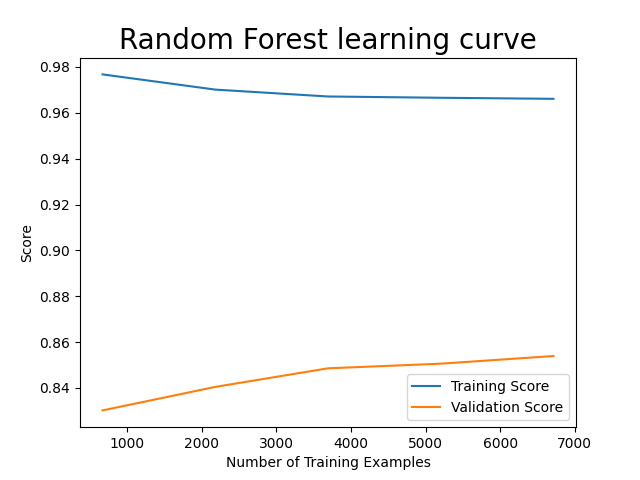 Random Forest learning curve
0.98
0.96
0.94
0.92
0.90
0.88
0.86
0.84
Score
1000 2000 3000 4000 5000 6000 7000
Number of Training Examples
Training Score
Validation Score